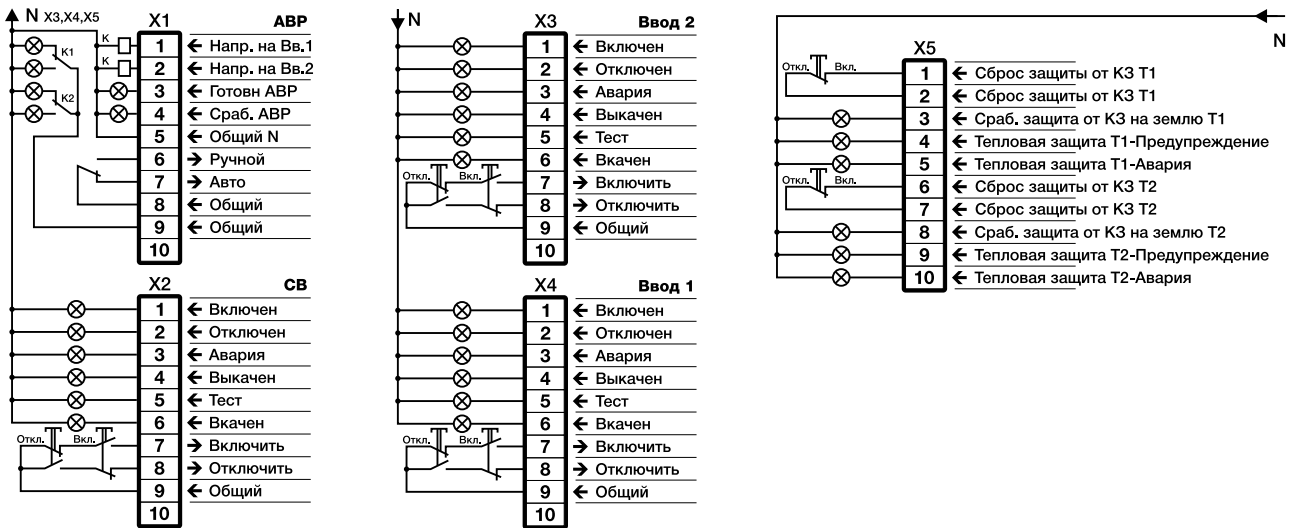 N X3,X4,X5
X1
АВР
K1
K
1 Напр. на Вв.1
K
2 Напр. на Вв.2
3 Готовн АВР
K2
4 Сраб. АВР
5 Общий N
6 Ручной
7 Авто
8 Общий
9 Общий
10
X2
СВ
1 Включен
2 Отключен
3 Авария
4 Выкачен
5 Тест
6 Вкачен
Откл. Вкл.
7 Включить
8 Отключить
9 Общий
10
N
X3
Ввод 2
1 Включен
2 Отключен
3 Авария
4 Выкачен
5 Тест
6 Вкачен
Откл. Вкл.
7 Включить
8 Отключить
9 Общий
10
X4
Ввод 1
1 Включен
2 Отключен
3 Авария
4 Выкачен
5 Тест
6 Вкачен
Откл. Вкл.
7 Включить
8 Отключить
9 Общий
10
N
X5
Откл. Вкл.
1 Сброс защиты от КЗ Т1
2 Сброс защиты от КЗ Т1
3 Сраб. защита от КЗ на землю Т1
4 Тепловая защита Т1-Предупреждение
5 Тепловая защита Т1-Авария
Откл. Вкл.
6 Сброс защиты от КЗ Т2
7 Сброс защиты от КЗ Т2
8 Сраб. защита от КЗ на землю Т2
9 Тепловая защита Т2-Предупреждение
10 Тепловая защита Т2-Авария